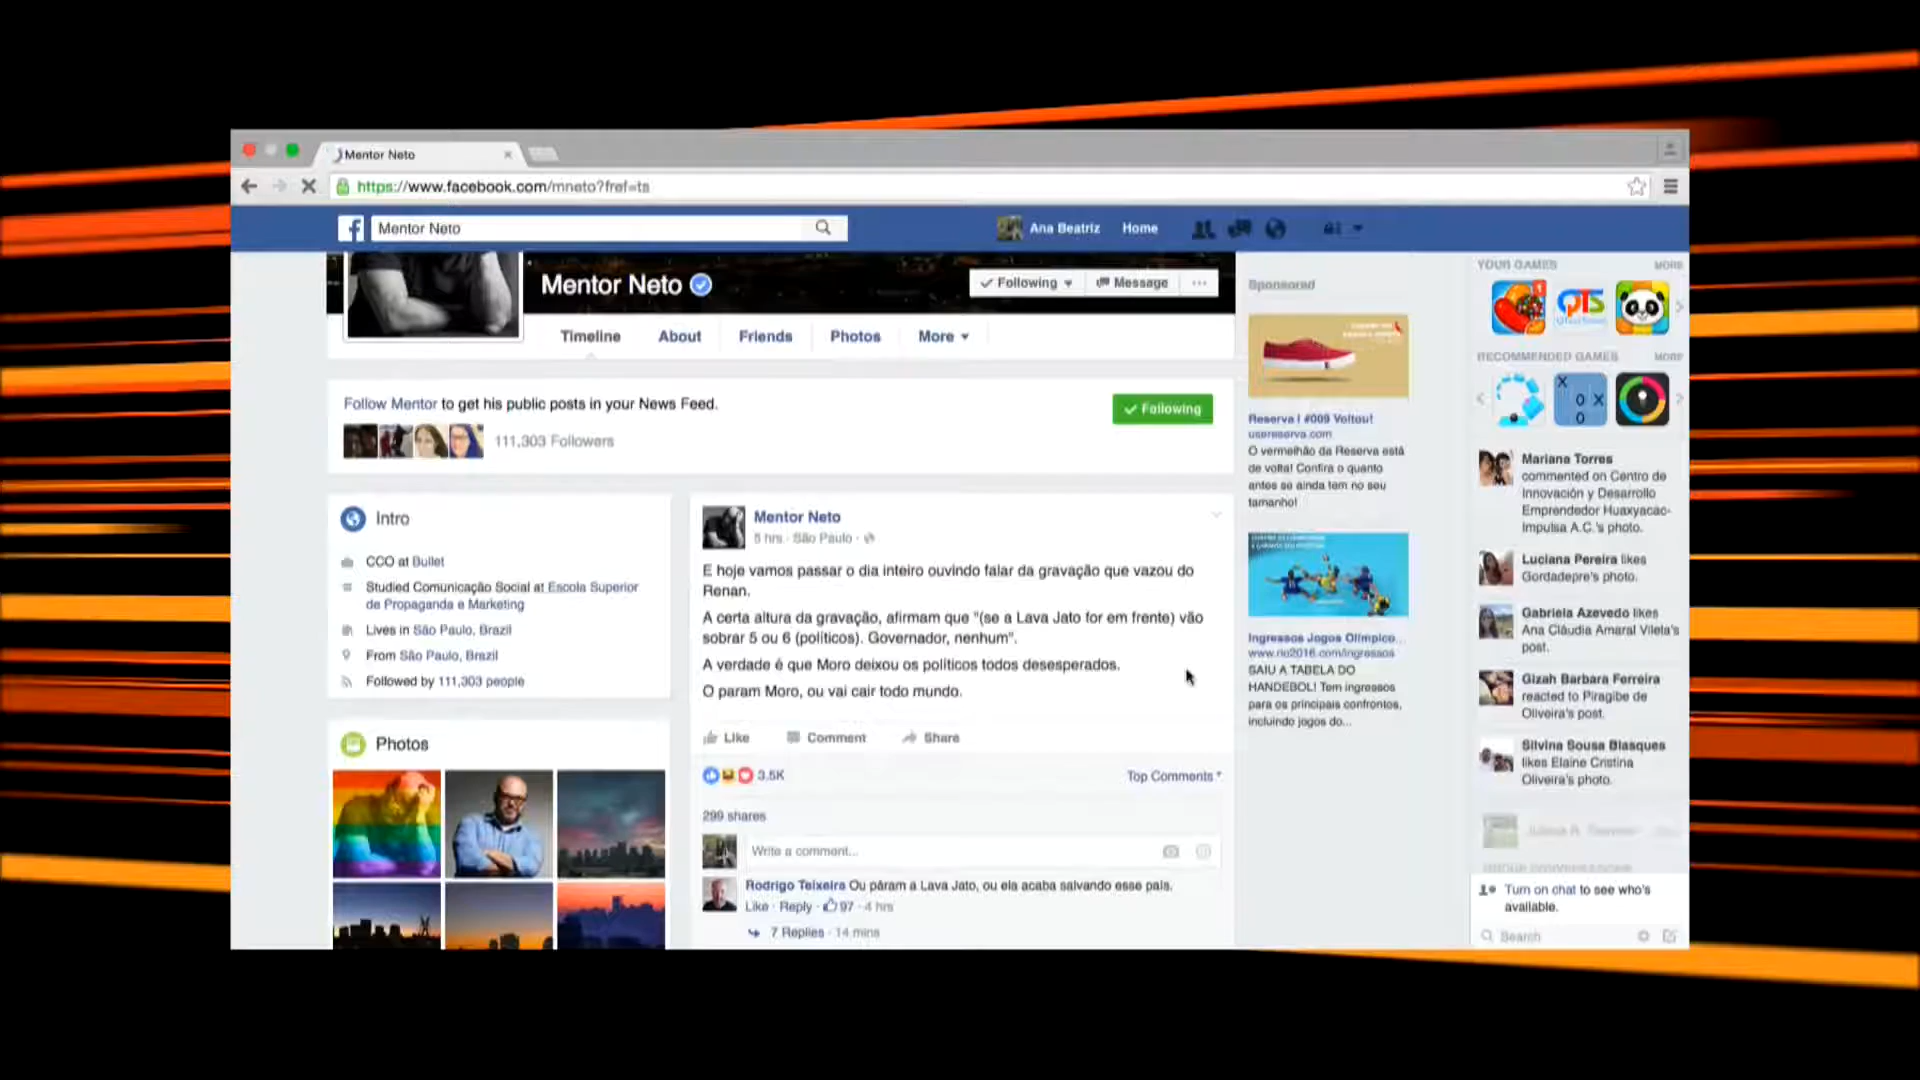 Mentor Neto
https://www.facebook.com/mneto?fref=ts
Mentor Neto
Ana Beatriz
Home
Mentor Neto
Following
Message
Timeline
About
Friends
Photos
More
Follow Mentor to get his public posts in your News Feed.
Following
111,303 Followers
Intro
CCO at Bullet
Studied Comunicação Social at Escola Superior
de Propaganda e Marketing
Lives in São Paulo, Brazil
From São Paulo, Brazil
Followed by 111,303 people
Photos
Mentor Neto
5 hrs · São Paulo ·
E hoje vamos passar o dia inteiro ouvindo falar da gravação que vazou do
Renan.
A certa altura da gravação, afirmam que "(se a Lava Jato for em frente) vão
sobrar 5 ou 6 (políticos). Governador, nenhum".
A verdade é que Moro deixou os políticos todos desesperados.
O param Moro, ou vai cair todo mundo.
Like
Comment
Share
3.5K
Top Comments
299 shares
Write a comment...
Rodrigo Teixeira Ou páram a Lava Jato, ou ela acaba salvando esse país.
Like · Reply · 97 · 4 hrs
7 Replies · 14 mins
Sponsored
Reserva | #009 Voltou!
usereserva.com
O vermelhão da Reserva está
de volta! Confira o quanto
antes se ainda tem no seu
tamanho!
Ingressos Jogos Olímpico...
www.rio2016.com/ingressos
SAIU A TABELA DO
HANDEBOL! Tem ingressos
para os principais confrontos,
incluindo jogos do...
YOUR GAMES
MORE
QTS
RECOMMENDED GAMES
MORE
X
O X
O
Mariana Torres
commented on Centro de
Innovación y Desarrollo
Emprendedor Huaxyacac-
Impulsa A.C.'s photo.
Luciana Pereira likes
Gordadepre's photo.
Gabriela Azevedo likes
Ana Cláudia Amaral Vilela's
post.
Gizah Barbara Ferreira
reacted to Piragibe de
Oliveira's post.
Silvina Sousa Blasques
likes Elaine Cristina
Oliveira's photo.
GROUP CONVERSATIONS
Turn on chat to see who's
available.
Search